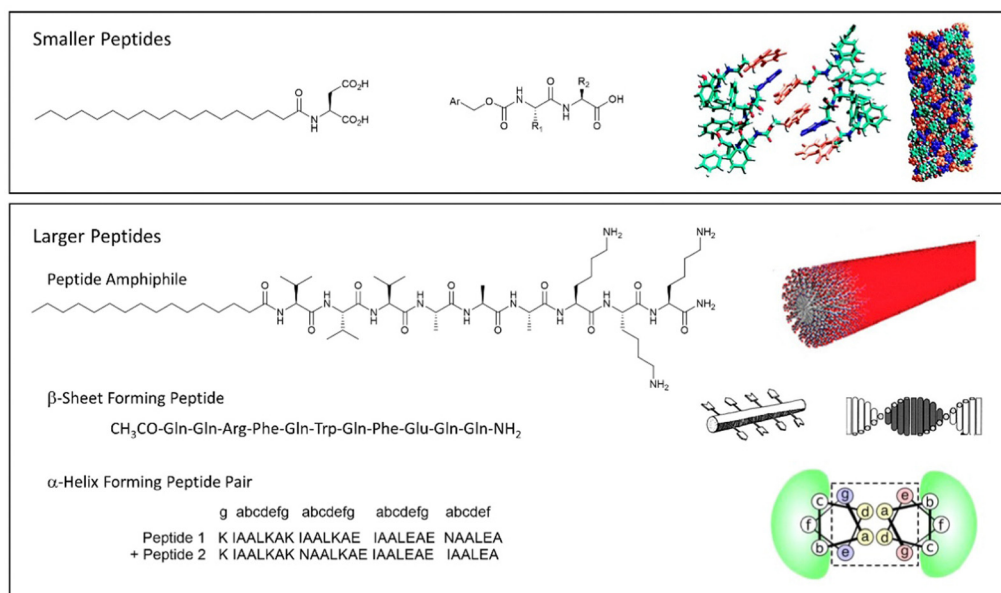 Smaller Peptides
O
CO₂H
N
H
CO₂H
Ar
O
O
H
N
R₁
O
N
H
R₂
O
OH
Larger Peptides
Peptide Amphiphile
O
N
H
O
H
N
O
N
H
O
H
N
O
N
H
O
H
N
O
N
H
O
H
N
O
N
H
O
NH₂
NH₂
NH₂
NH₂
β-Sheet Forming Peptide
CH₃CO-Gln-Gln-Arg-Phe-Gln-Trp-Gln-Phe-Glu-Gln-Gln-NH₂
α-Helix Forming Peptide Pair
g abcdefg abcdefg abcdefg abcdef
Peptide 1 K IAALKAK IAALKAE IAALEAE NAALEA
+ Peptide 2 K IAALKAK NAALKAE IAALEAE IAALEA
c g e b
f d a f
a d
b e g c